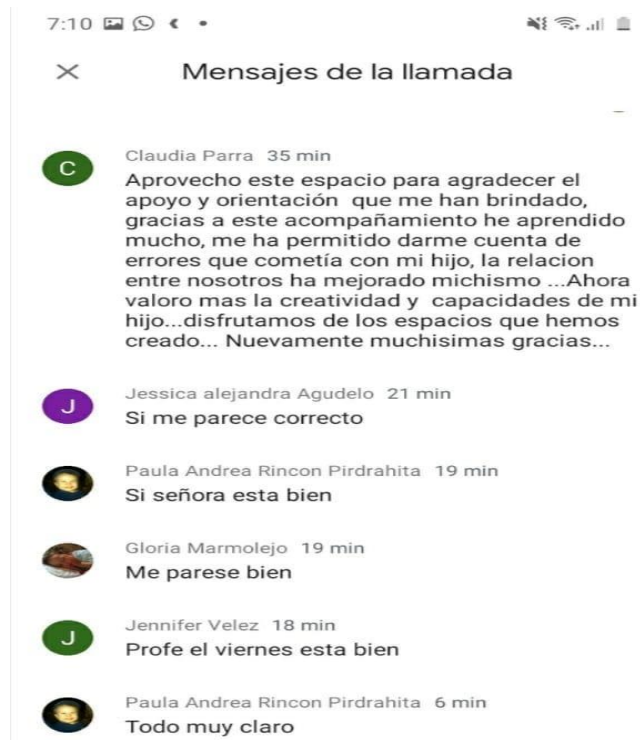 7:10
Mensajes de la llamada
C
Claudia Parra 35 min
Aprovecho este espacio para agradecer el
apoyo y orientación que me han brindado,
gracias a este acompañamiento he aprendido
mucho, me ha permitido darme cuenta de
errores que cometía con mi hijo, la relacion
entre nosotros ha mejorado michismo ...Ahora
valoro mas la creatividad y capacidades de mi
hijo...disfrutamos de los espacios que hemos
creado... Nuevamente muchisimas gracias...
J
Jessica alejandra Agudelo 21 min
Si me parece correcto
Paula Andrea Rincon Pirdrahita 19 min
Si señora esta bien
Gloria Marmolejo 19 min
Me parese bien
J
Jennifer Velez 18 min
Profe el viernes esta bien
Paula Andrea Rincon Pirdrahita 6 min
Todo muy claro